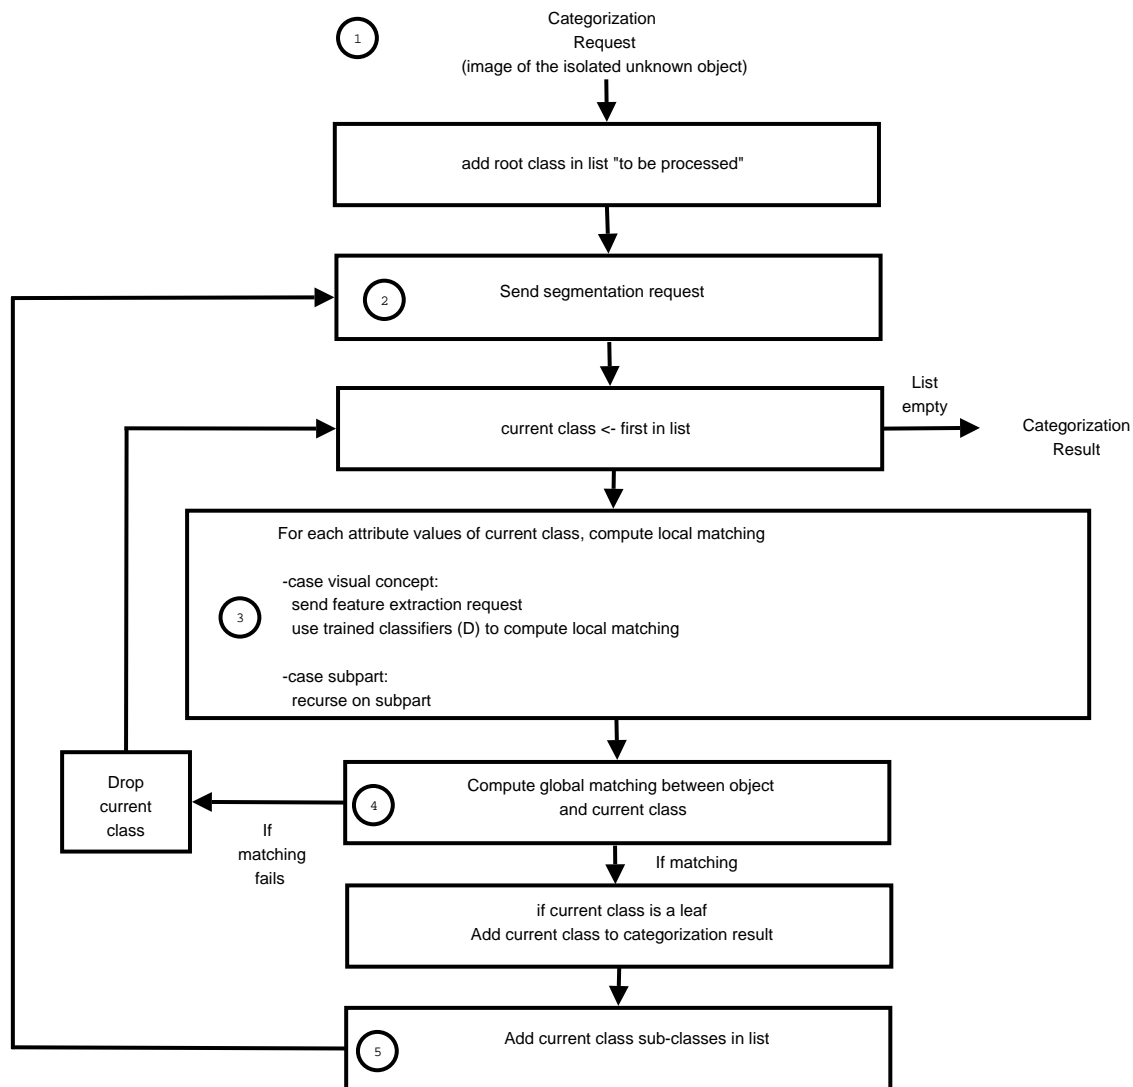 1
Categorization
Request
(image of the isolated unknown object)
add root class in list "to be processed"
2
Send segmentation request
current class <- first in list
List
empty
Categorization
Result
For each attribute values of current class, compute local matching
-case visual concept:
send feature extraction request
use trained classifiers (D) to compute local matching
3
-case subpart:
recurse on subpart
Drop
current
class
If
matching
fails
4
Compute global matching between object
and current class
If matching
if current class is a leaf
Add current class to categorization result
5
Add current class sub-classes in list